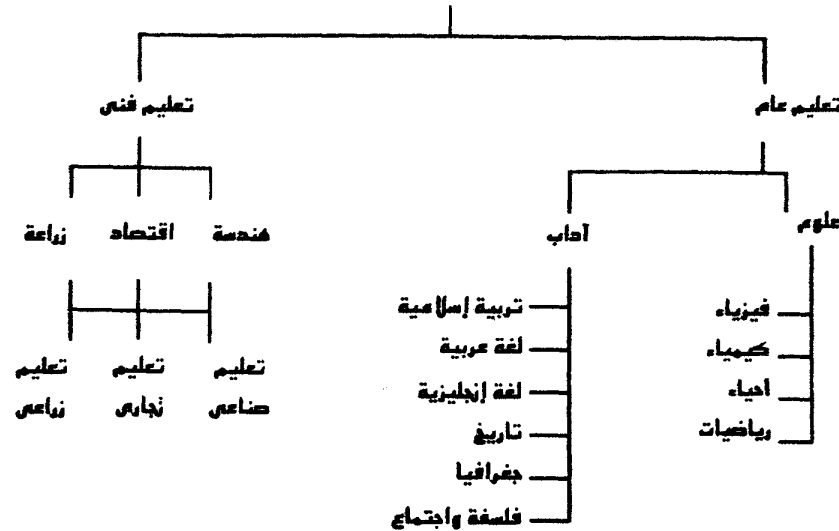 تعليم عام
تعليم فنى
علوم
آداب
هندسة
اقتصاد
زراعة
فيزياء
كيمياء
أحياء
رياضيات
تربية إسلامية
لغة عربية
لغة إنجليزية
تاريخ
جغرافيا
فلسفة واجتماع
تعليم صناعى
تعليم تجارى
تعليم زراعى